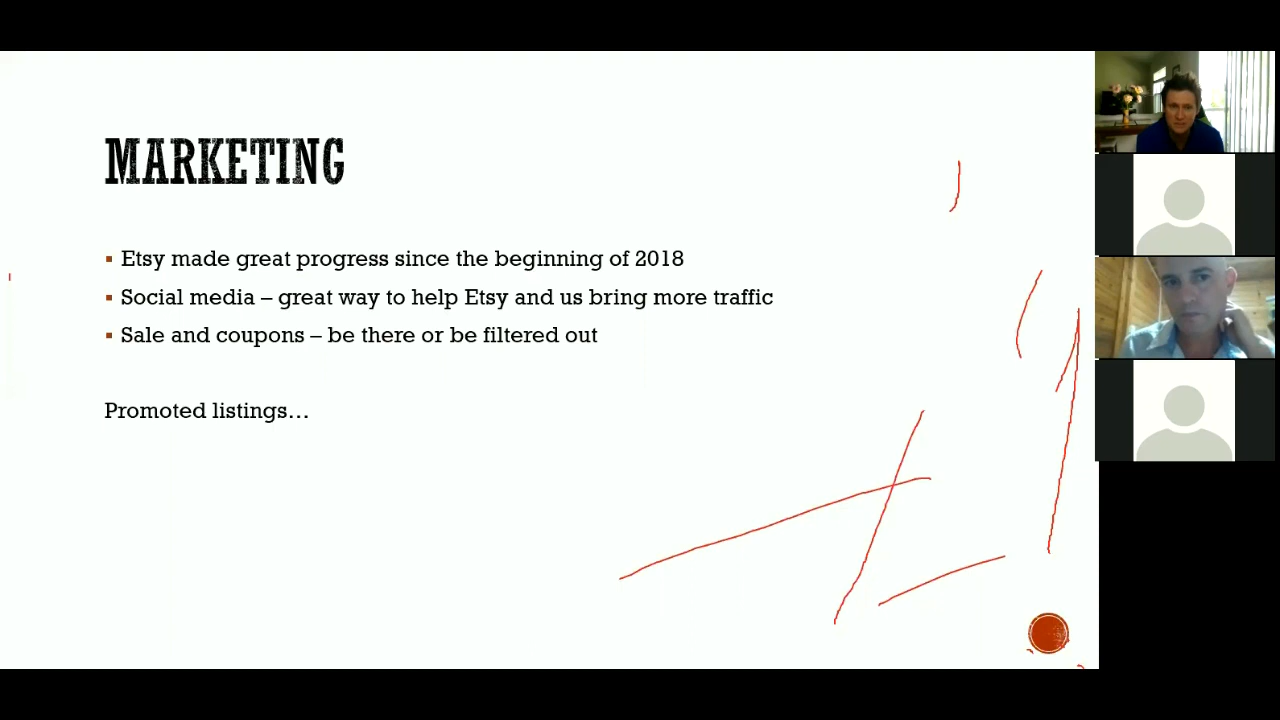 MARKETING
▪ Etsy made great progress since the beginning of 2018
▪ Social media – great way to help Etsy and us bring more traffic
▪ Sale and coupons – be there or be filtered out
Promoted listings…